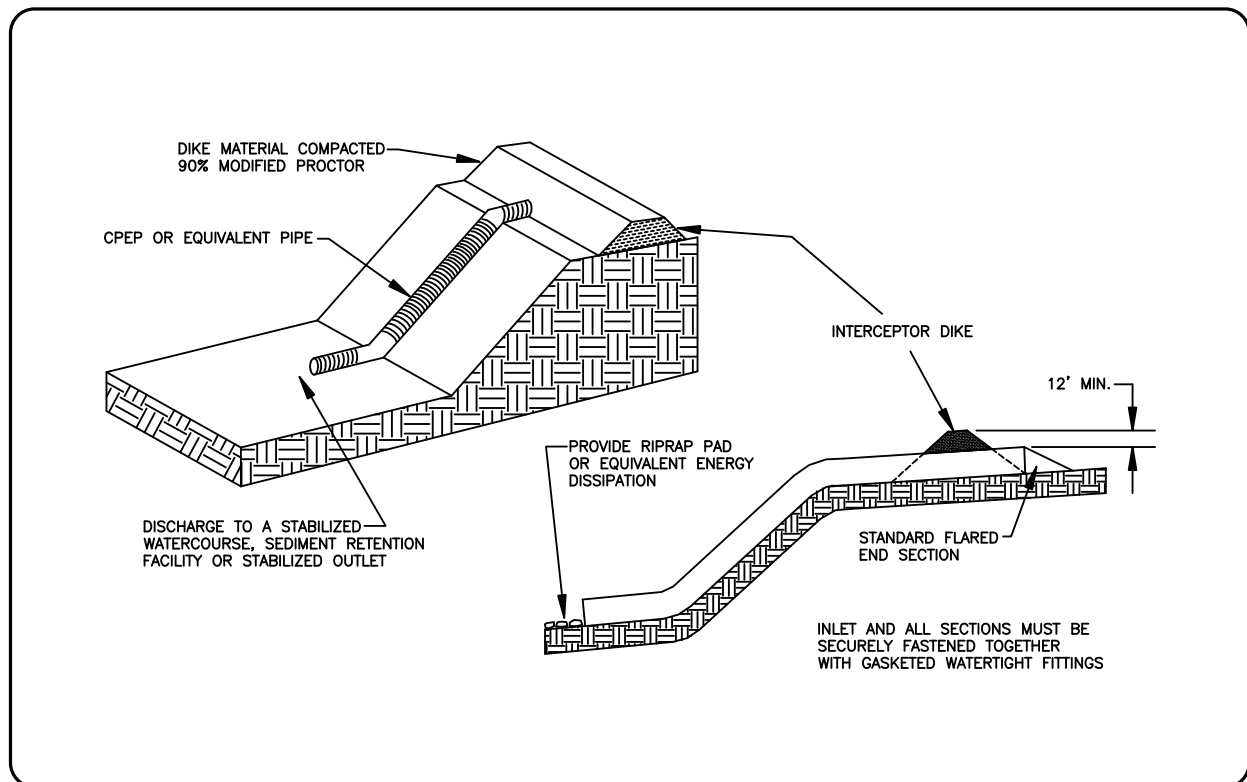 DIKE MATERIAL COMPACTED
90% MODIFIED PROCTOR
CPEP OR EQUIVALENT PIPE
INTERCEPTOR DIKE
12' MIN.
PROVIDE RIPRAP PAD
OR EQUIVALENT ENERGY
DISSIPATION
DISCHARGE TO A STABILIZED
WATERCOURSE, SEDIMENT RETENTION
FACILITY OR STABILIZED OUTLET
STANDARD FLARED
END SECTION
INLET AND ALL SECTIONS MUST BE
SECURELY FASTENED TOGETHER
WITH GASKETED WATERTIGHT FITTINGS